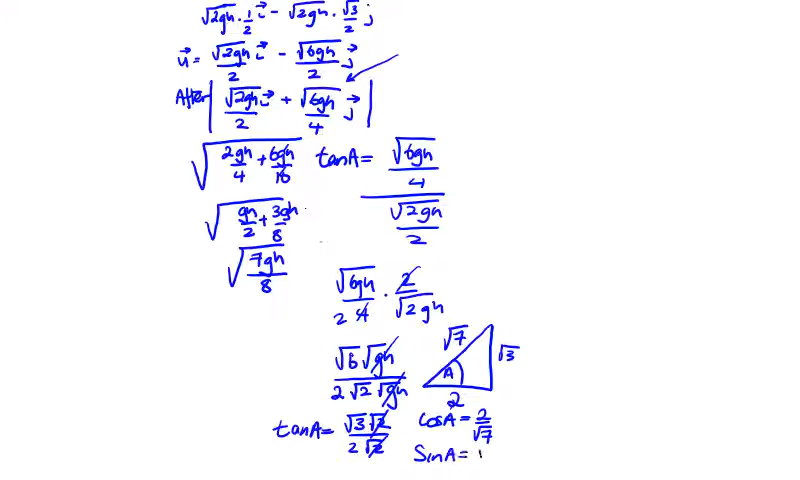 √2gh · 1/2 i⃗ - √2gh · √3/2 j
u⃗ = √2gh/2 i⃗ - √6gh/2 j⃗
After | √2gh/2 i⃗ + √6gh/4 j⃗ |
√(2gh/4 + 6gh/16)
tanA = (√6gh/4)/(√2gh/2)
√(gh/2 + 3gh/8)
√(7gh/8)
√6gh/(2 4) · 2/√2gh
√6 √gh/(2 √2 √gh)
√7
√3
A
2
tanA = √3 √2/(2 √2)
cosA = 2/√7
SinA =